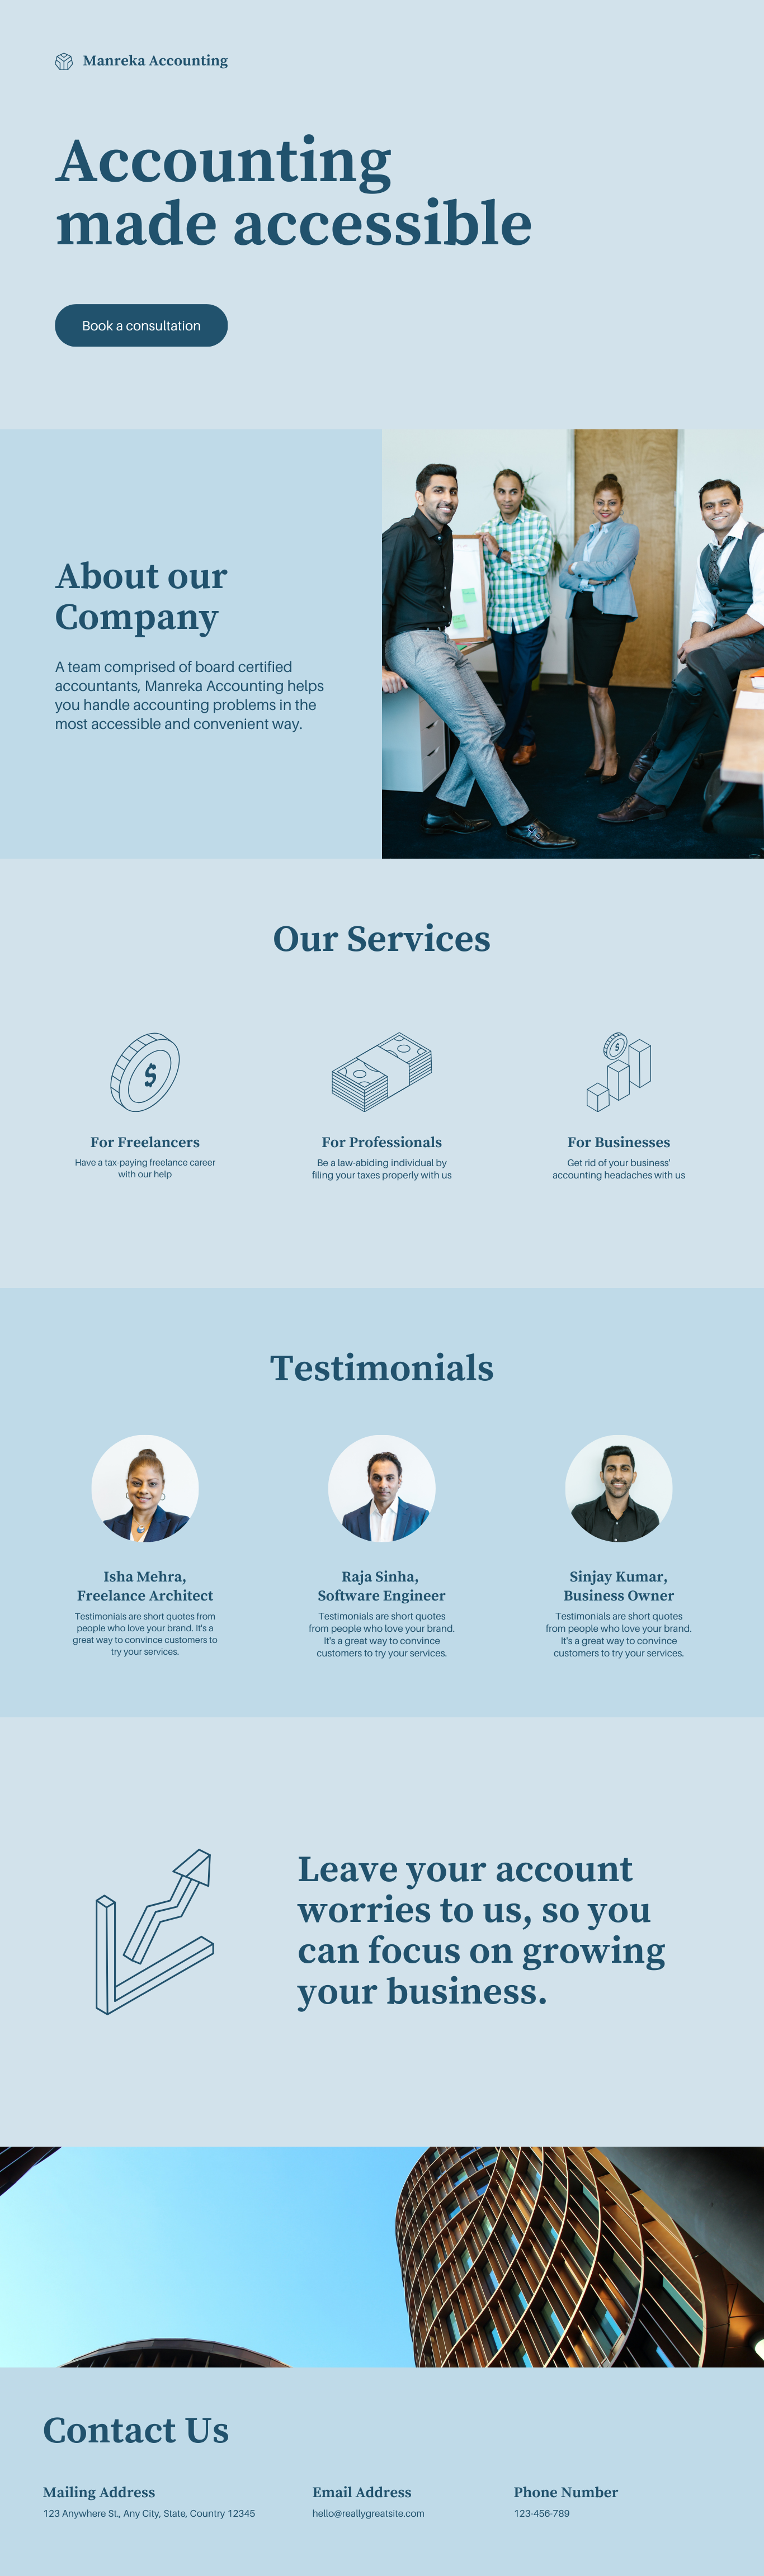 Manreka Accounting
Accounting
made accessible
Book a consultation
About our
Company
A team comprised of board certified
accountants, Manreka Accounting helps
you handle accounting problems in the
most accessible and convenient way.
Our Services
$
$
For Freelancers
Have a tax-paying freelance career
with our help
For Professionals
Be a law-abiding individual by
filing your taxes properly with us
For Businesses
Get rid of your business'
accounting headaches with us
Testimonials
Isha Mehra,
Freelance Architect
Testimonials are short quotes from
people who love your brand. It's a
great way to convince customers to
try your services.
Raja Sinha,
Software Engineer
Testimonials are short quotes
from people who love your brand.
It's a great way to convince
customers to try your services.
Sinjay Kumar,
Business Owner
Testimonials are short quotes
from people who love your brand.
It's a great way to convince
customers to try your services.
Leave your account
worries to us, so you
can focus on growing
your business.
Contact Us
Mailing Address
123 Anywhere St., Any City, State, Country 12345
Email Address
hello@reallygreatsite.com
Phone Number
123-456-789